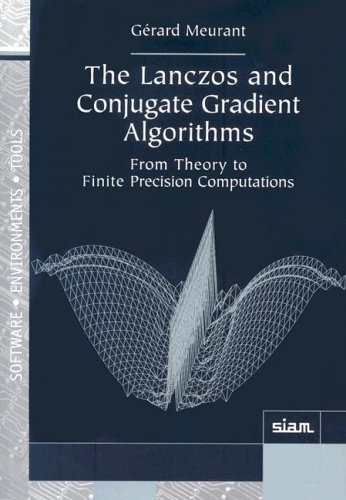 Gérard Meurant
The Lanczos and
Conjugate Gradient
Algorithms
From Theory to
Finite Precision Computations
SOFTWARE • ENVIRONMENTS • TOOLS
siam